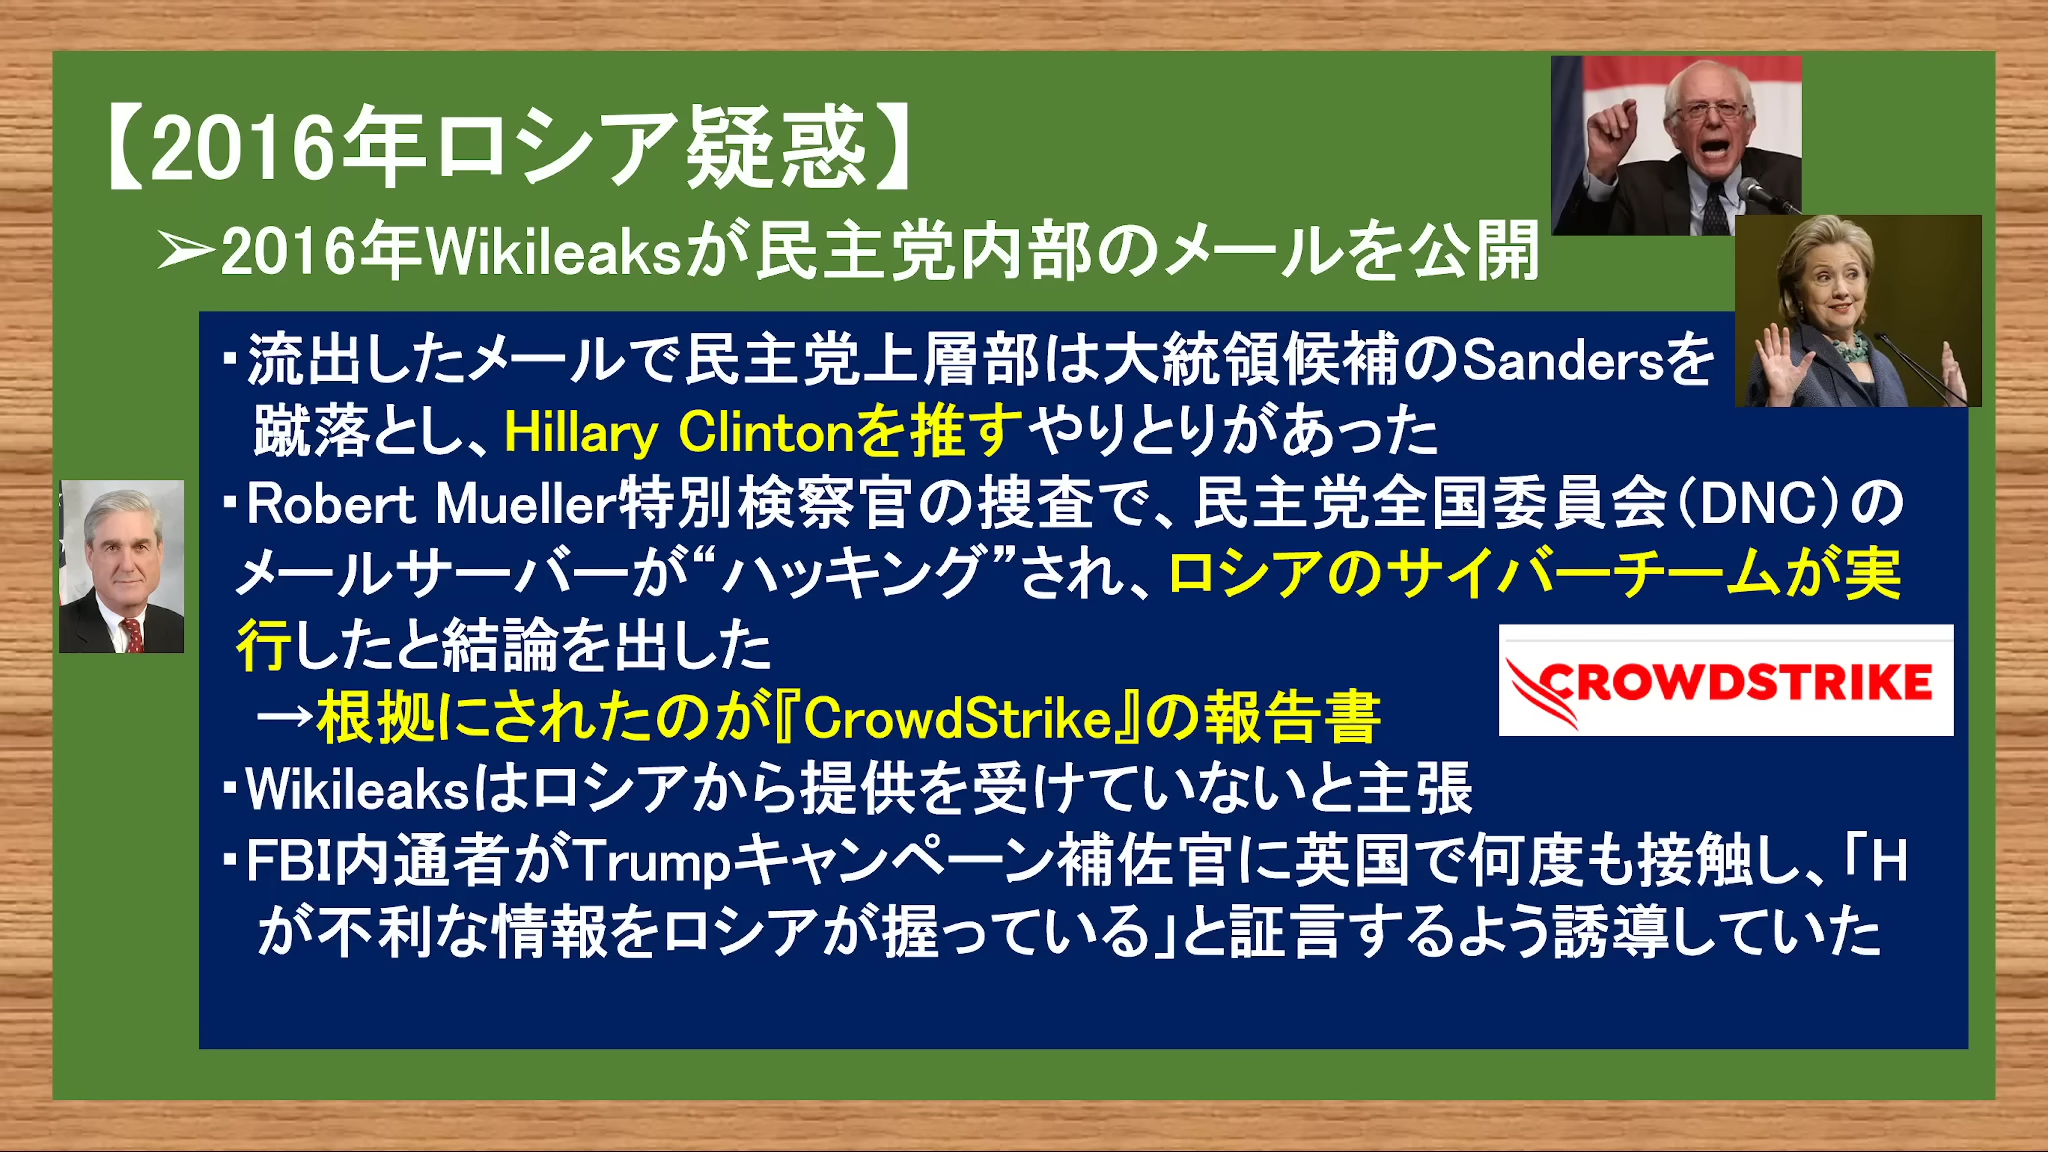 【2016年ロシア疑惑】
➢2016年Wikileaksが民主党内部のメールを公開
・流出したメールで民主党上層部は大統領候補のSandersを
蹴落とし、Hillary Clintonを推すやりとりがあった
・Robert Mueller特別検察官の捜査で、民主党全国委員会（DNC）の
メールサーバーが“ハッキング”され、ロシアのサイバーチームが実
行したと結論を出した
→根拠にされたのが『CrowdStrike』の報告書
CROWDSTRIKE
・Wikileaksはロシアから提供を受けていないと主張
・FBI内通者がTrumpキャンペーン補佐官に英国で何度も接触し、「H
が不利な情報をロシアが握っている」と証言するよう誘導していた